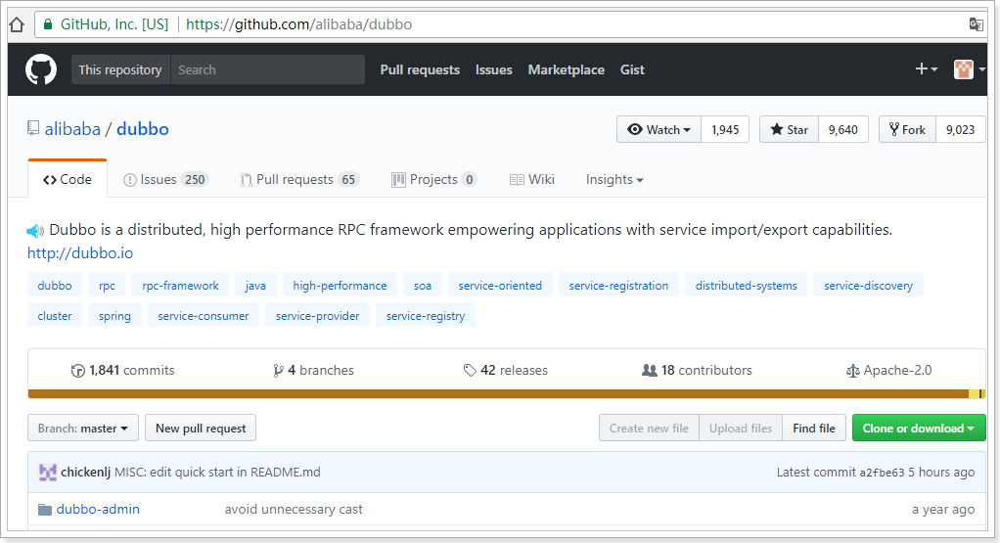 GitHub, Inc. [US] https://github.com/alibaba/dubbo
This repository Search Pull requests Issues Marketplace Gist
alibaba / dubbo Watch 1,945 Star 9,640 Fork 9,023
Code Issues 250 Pull requests 65 Projects 0 Wiki Insights
Dubbo is a distributed, high performance RPC framework empowering applications with service import/export capabilities.
http://dubbo.io
dubbo rpc rpc-framework java high-performance soa service-oriented service-registration distributed-systems service-discovery
cluster spring service-consumer service-provider service-registry
1,841 commits 4 branches 42 releases 18 contributors Apache-2.0
Branch: master New pull request Create new file Upload files Find file Clone or download
chickenlj MISC: edit quick start in README.md Latest commit a2fbe63 5 hours ago
dubbo-admin avoid unnecessary cast a year ago